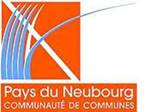 Pays du Neubourg
COMMUNAUTÉ DE COMMUNES